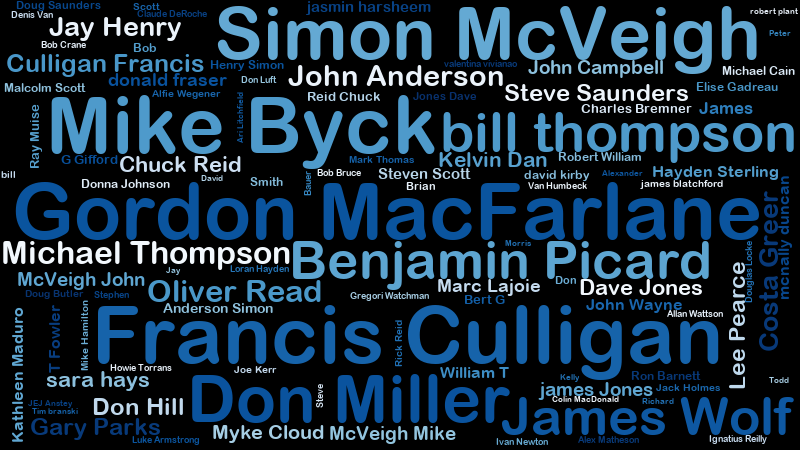 Doug Saunders
Scott
jasmin harsheem
robert plant
Denis Van
Claude DeRoche
Jay Henry
Simon McVeigh
Peter
Bob Crane
Bob
Culligan Francis
Henry Simon
valentina.vivianao
John Campbell
Michael Cain
donald fraser
Don Luft
John Anderson
Malcolm Scott
Alfie Wegener
Reid Chuck
Jones Dave
Steve Saunders
Elise Gadreau
Ari Litchfield
Charles Bremner
James
Ray Muise
Mike Byck
bill thompson
G Gifford
Chuck Reid
Mark Thomas
Kelvin Dan
Robert William
bill
Donna Johnson
David
Smith
Bauer
Bob Bruce
Steven Scott
Brian
david kirby
Van Humbeck
Alexander
Hayden Sterling
james blatchford
Gordon MacFarlane
Costa Greer
mcnally duncan
Michael Thompson
Benjamin Picard
Morris
Douglas Locke
McVeigh John
Jay
Loran Hayden
Marc Lajoie
Don
Dave Jones
Doug Butler
Stephen
Oliver Read
Gregori Watchman
Bert G
John Wayne
Lee Pearce
Anderson Simon
Allan Wattson
Kathleen Maduro
T Fowler
Mike Hamilton
Francis Culligan
Rick Reid
Howie Torrans
Joe Kerr
William T
Kelly
Ron Barnett
Todd
sara hays
Don Miller
Steve
james Jones
Jack Holmes
JEJ Anstey
Tim branski
Don Hill
Colin MacDonald
Richard
James Wolf
Gary Parks
Luke Armstrong
Myke Cloud
McVeigh Mike
Ivan Newton
Alex Matheson
Ignatius Reilly